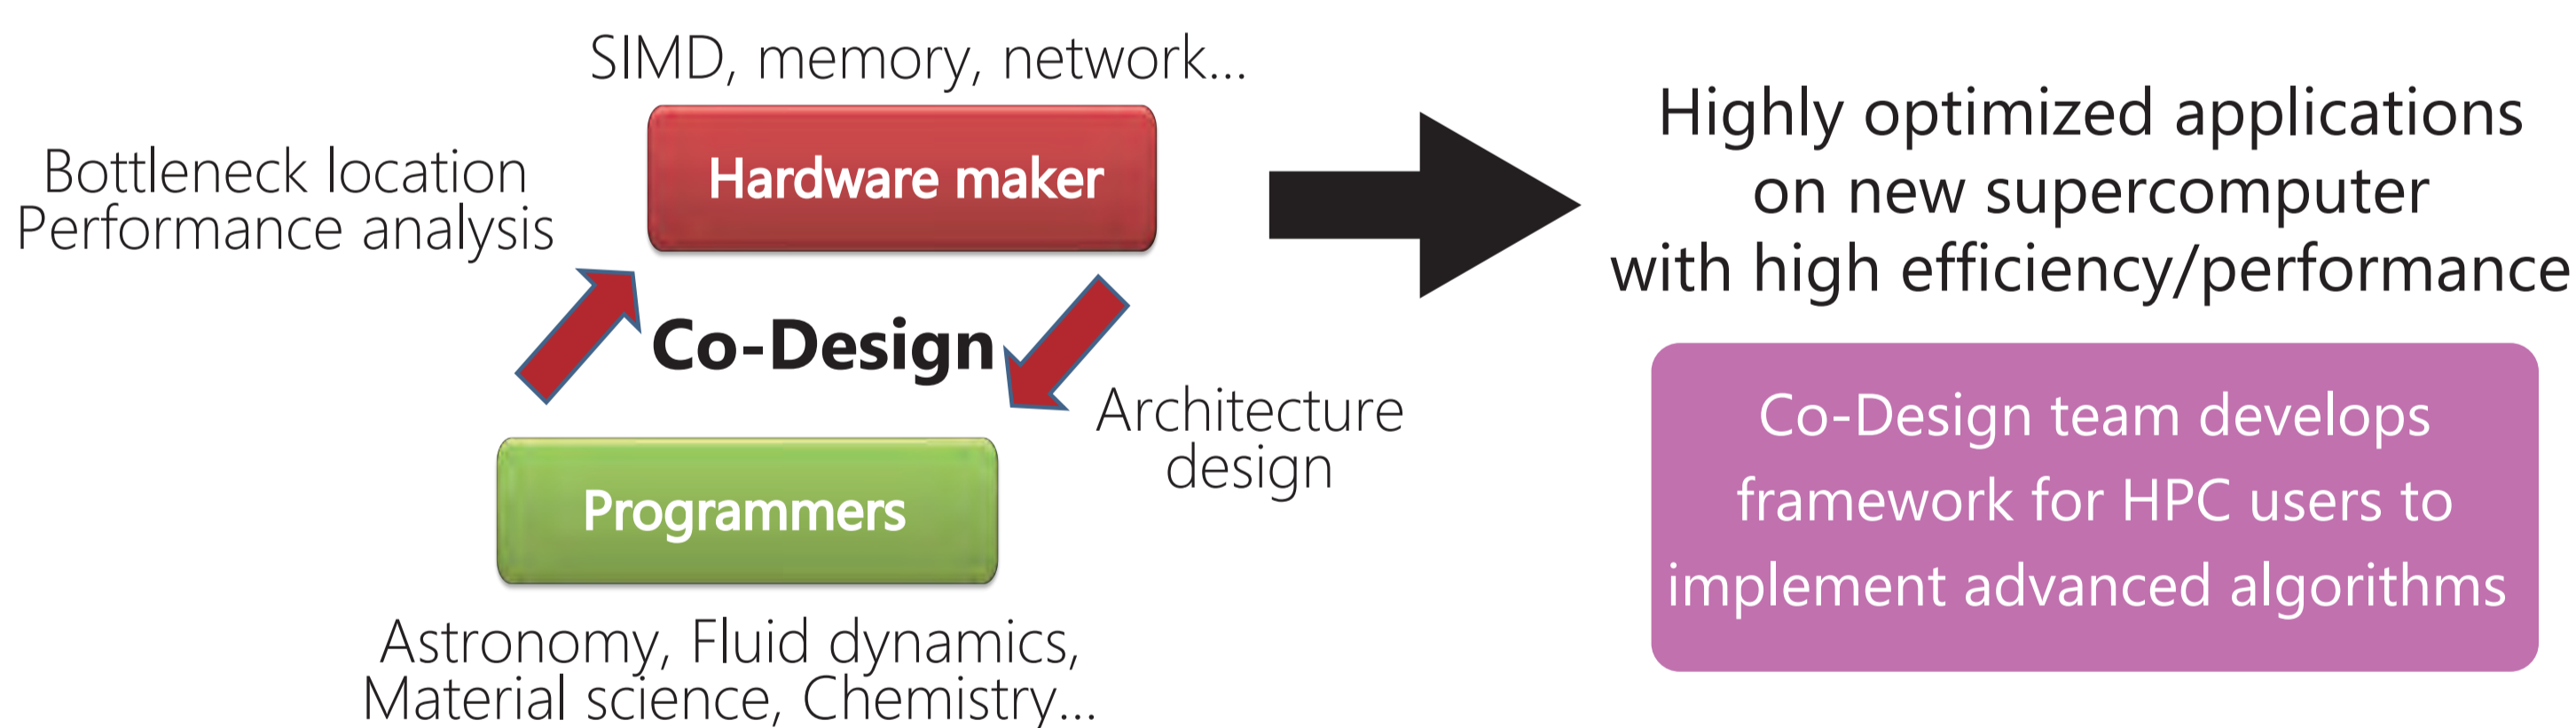 SIMD, memory, network...
Hardware maker
Bottleneck location
Performance analysis
Co-Design
Architecture
design
Programmers
Astronomy, Fluid dynamics,
Material science, Chemistry...
Highly optimized applications
on new supercomputer
with high efficiency/performance
Co-Design team develops
framework for HPC users to
implement advanced algorithms